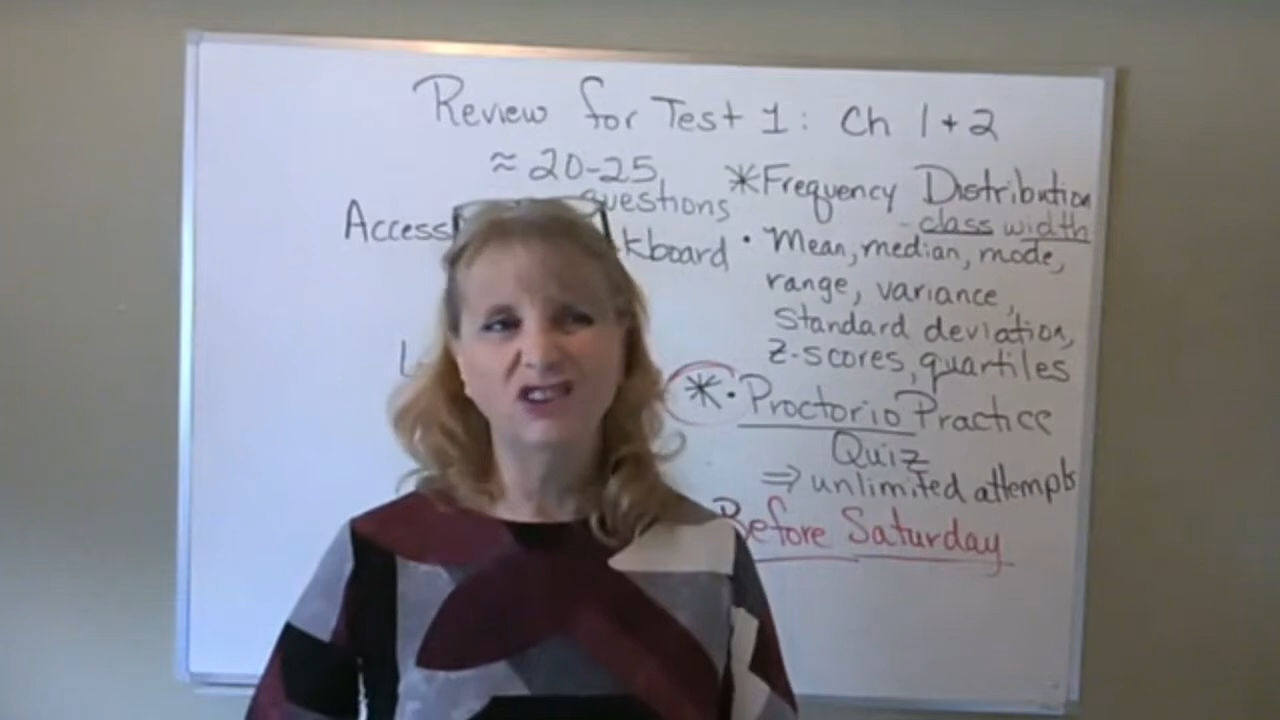 Review for Test 1: Ch 1 + 2
≈ 20-25
questions
Access
kboard
* Frequency Distribution
- class width
• Mean, median, mode,
range, variance,
standard deviation,
z-scores, quartiles
* • Proctorio Practice
Quiz
⇒ unlimited attempts
Before Saturday